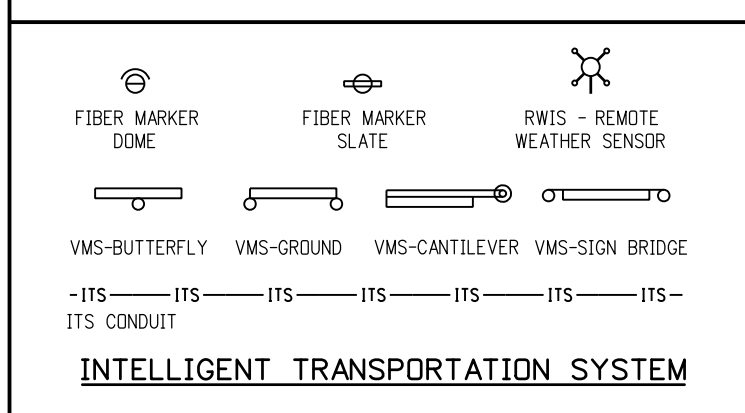 FIBER MARKER DOME
FIBER MARKER SLATE
RWIS - REMOTE WEATHER SENSOR
VMS-BUTTERFLY VMS-GROUND VMS-CANTILEVER VMS-SIGN BRIDGE
ITS ITS ITS ITS ITS ITS ITS
ITS CONDUIT
INTELLIGENT TRANSPORTATION SYSTEM